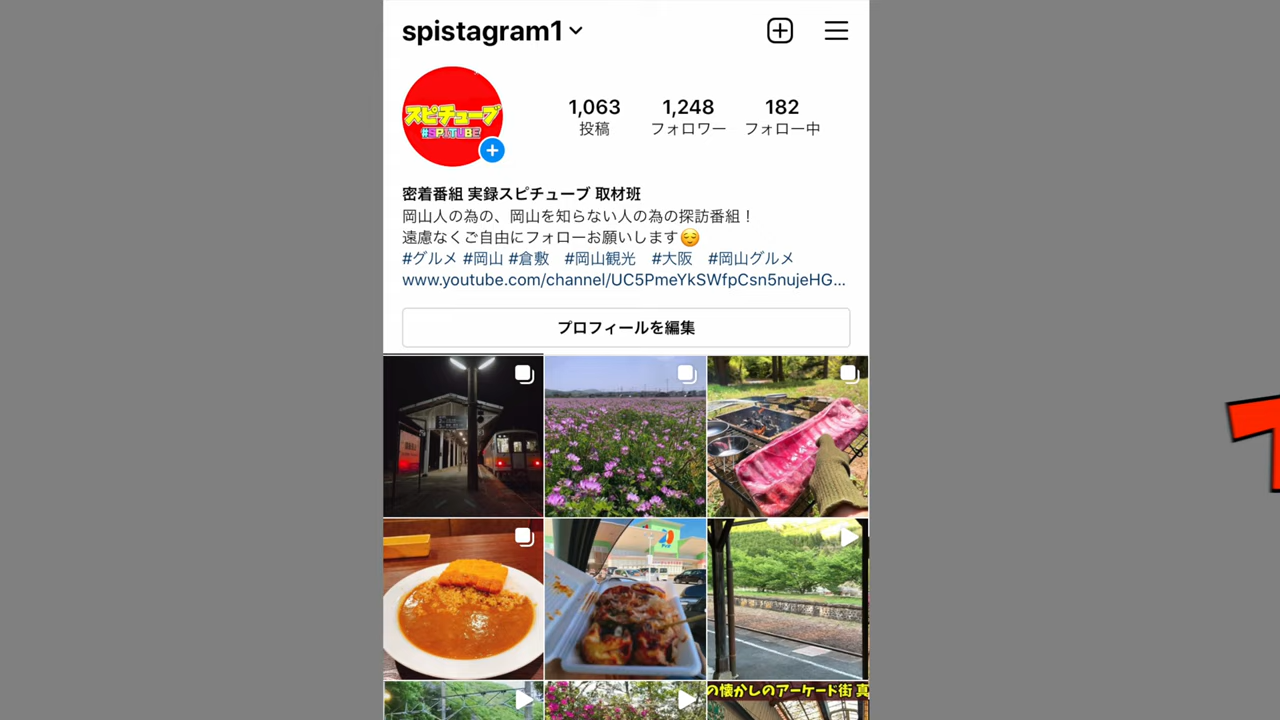 spistagram1
スピチューブ
#SPITUBE
1,063
投稿
1,248
フォロワー
182
フォロー中
密着番組 実録スピチューブ 取材班
岡山人の為の、岡山を知らない人の為の探訪番組！
遠慮なくご自由にフォローお願いします😌
#グルメ #岡山 #倉敷　#岡山観光　#大阪　#岡山グルメ
www.youtube.com/channel/UC5PmeYkSWfpCsn5nujeHG...
プロフィールを編集
の懐かしのアーケード街 真